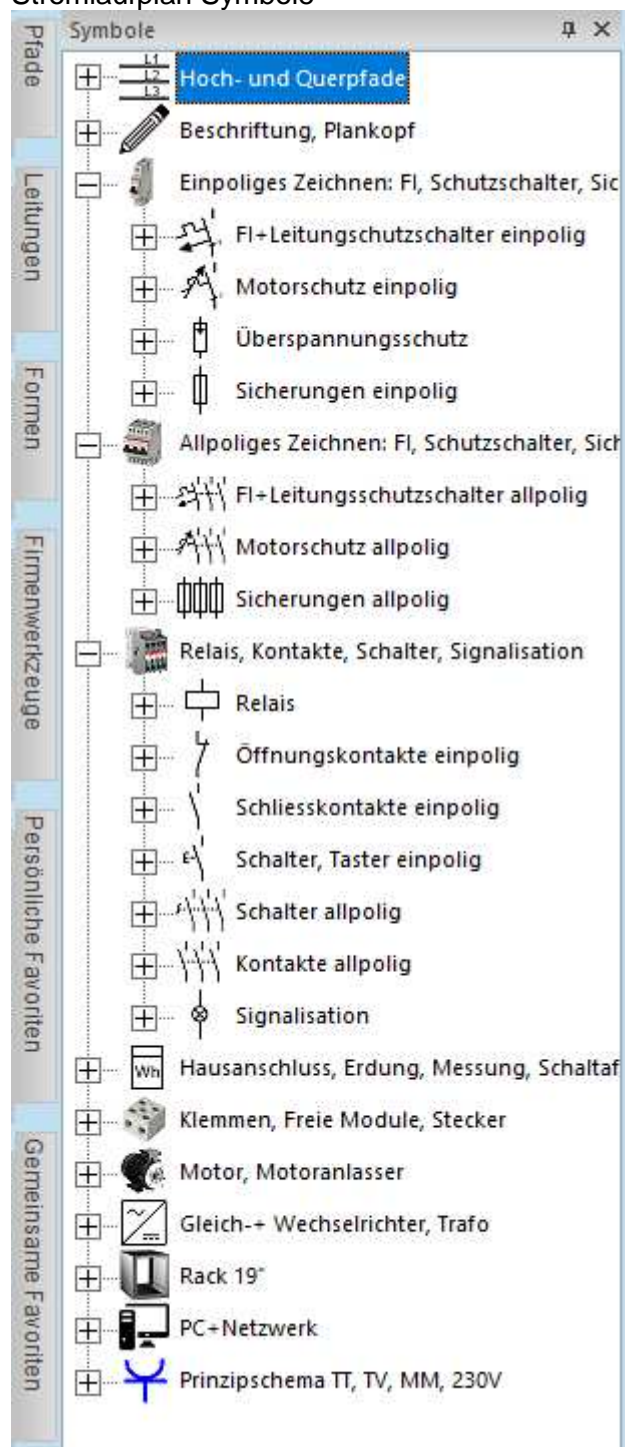 Stromlaufplan Symbole
Symbole
Pfade
Leitungen
Formen
Firmenwerkzeuge
Persönliche Favoriten
Gemeinsame Favoriten
L1
L2
L3
Hoch- und Querpfade
Beschriftung, Plankopf
Einpoliges Zeichnen: FI, Schutzschalter, Sic
FI+Leitungschutzschalter einpolig
Motorschutz einpolig
Überspannungsschutz
Sicherungen einpolig
Allpoliges Zeichnen: FI, Schutzschalter, Sich
FI+Leitungsschutzschalter allpolig
Motorschutz allpolig
Sicherungen allpolig
Relais, Kontakte, Schalter, Signalisation
Relais
Öffnungskontakte einpolig
Schliesskontakte einpolig
Schalter, Taster einpolig
Schalter allpolig
Kontakte allpolig
Signalisation
Wh
Hausanschluss, Erdung, Messung, Schaltaf
Klemmen, Freie Module, Stecker
Motor, Motoranlasser
Gleich-+ Wechselrichter, Trafo
Rack 19"
PC+Netzwerk
Prinzipschema TT, TV, MM, 230V